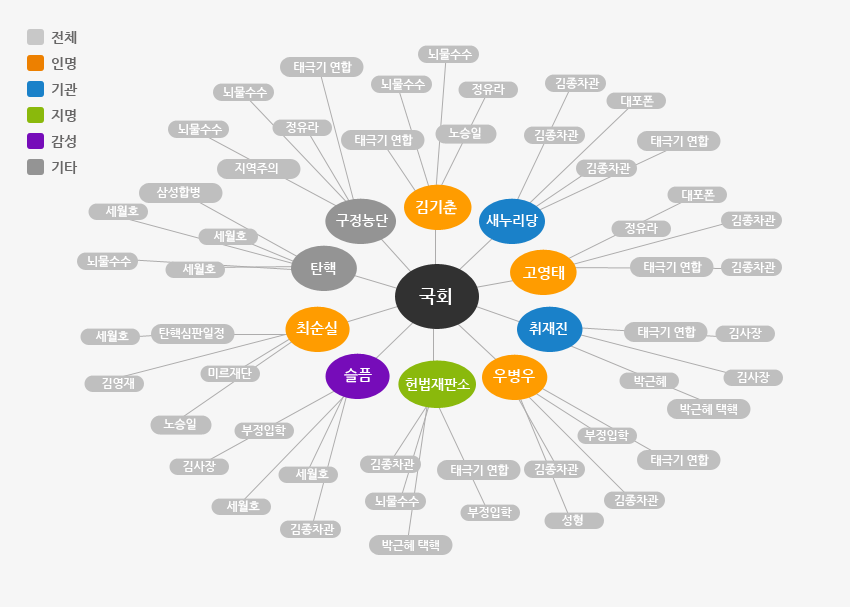 전체
인명
기관
지명
감성
기타
뇌물수수
태극기 연합
뇌물수수
김종차관
정유라
뇌물수수
대포폰
뇌물수수
정유라
노승일
김종차관
태극기 연합
태극기 연합
지역주의
김종차관
삼성합병
대포폰
구정농단
김기춘
새누리당
세월호
김종차관
정유라
세월호
뇌물수수
세월호
탄핵
고영태
태극기 연합
김종차관
국회
세월호
탄핵심판일정
최순실
취재진
태극기 연합
김사장
김영재
미르재단
슬픔
헌법재판소
우병우
박근혜
김사장
박근혜 택핵
노승일
부정입학
부정입학
김사장
세월호
김종차관
태극기 연합
김종차관
태극기 연합
세월호
뇌물수수
부정입학
김종차관
김종차관
성형
박근혜 택핵